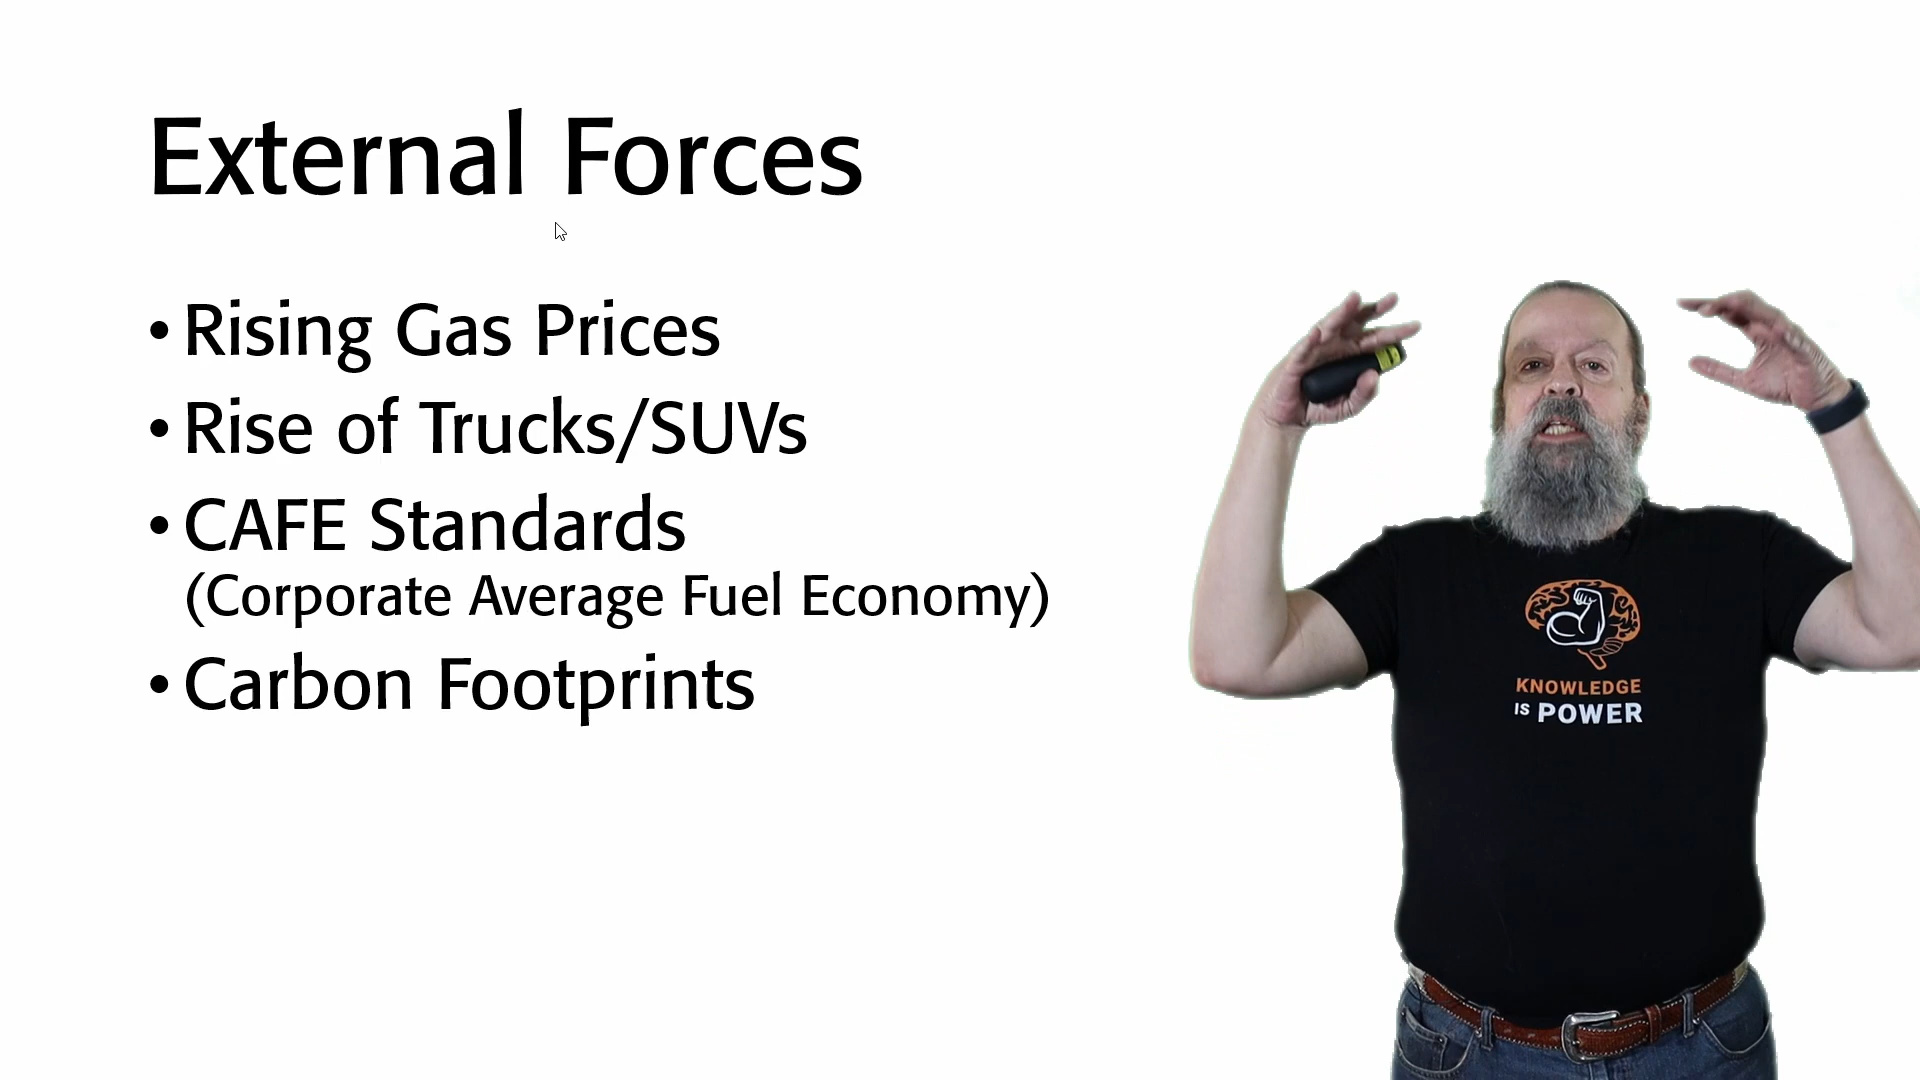 External Forces
• Rising Gas Prices
• Rise of Trucks/SUVs
• CAFE Standards
(Corporate Average Fuel Economy)
• Carbon Footprints
KNOWLEDGE
IS POWER